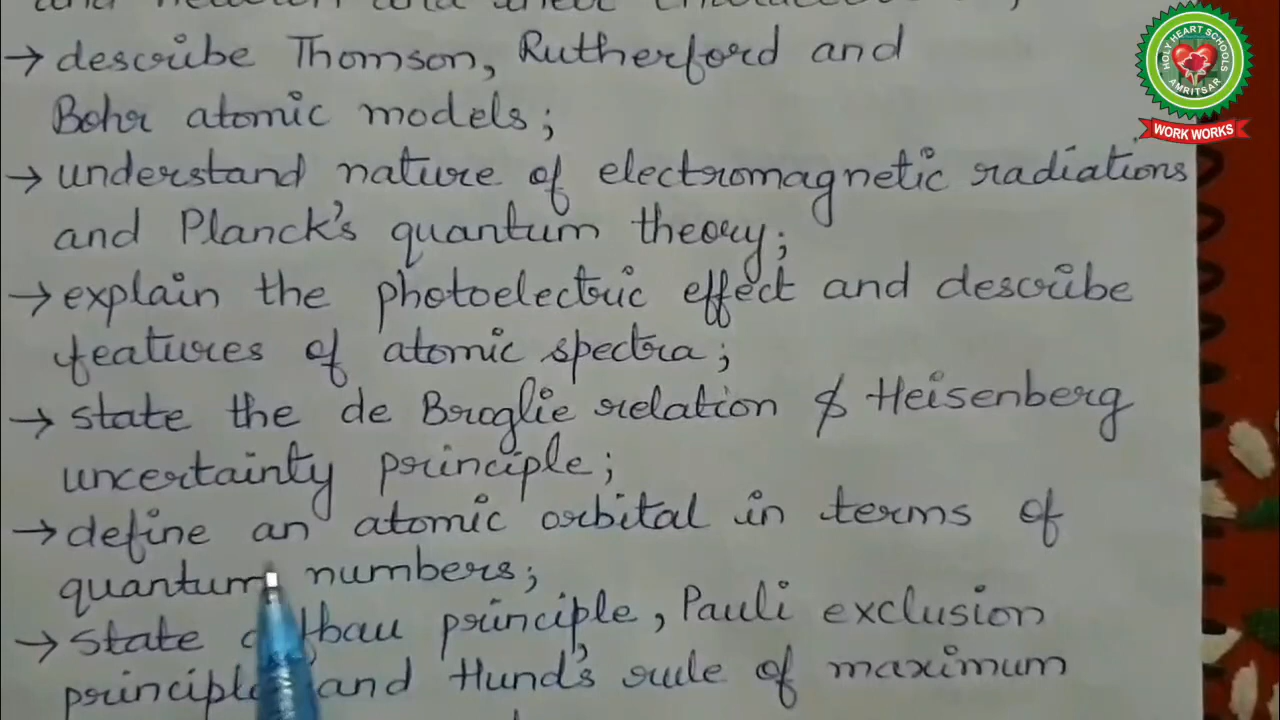 → describe Thomson, Rutherford and
Bohr atomic models;
→ understand nature of electromagnetic radiations
and Planck's quantum theory;
→ explain the photoelectric effect and describe
features of atomic spectra;
→ state the de Broglie relation & Heisenberg
uncertainty principle;
→ define an atomic orbital in terms of
quantum numbers;
→ state aufbau principle, Pauli exclusion
principle and Hund's rule of maximum
HOLY HEART SCHOOLS
AMRITSAR
WORK WORKS